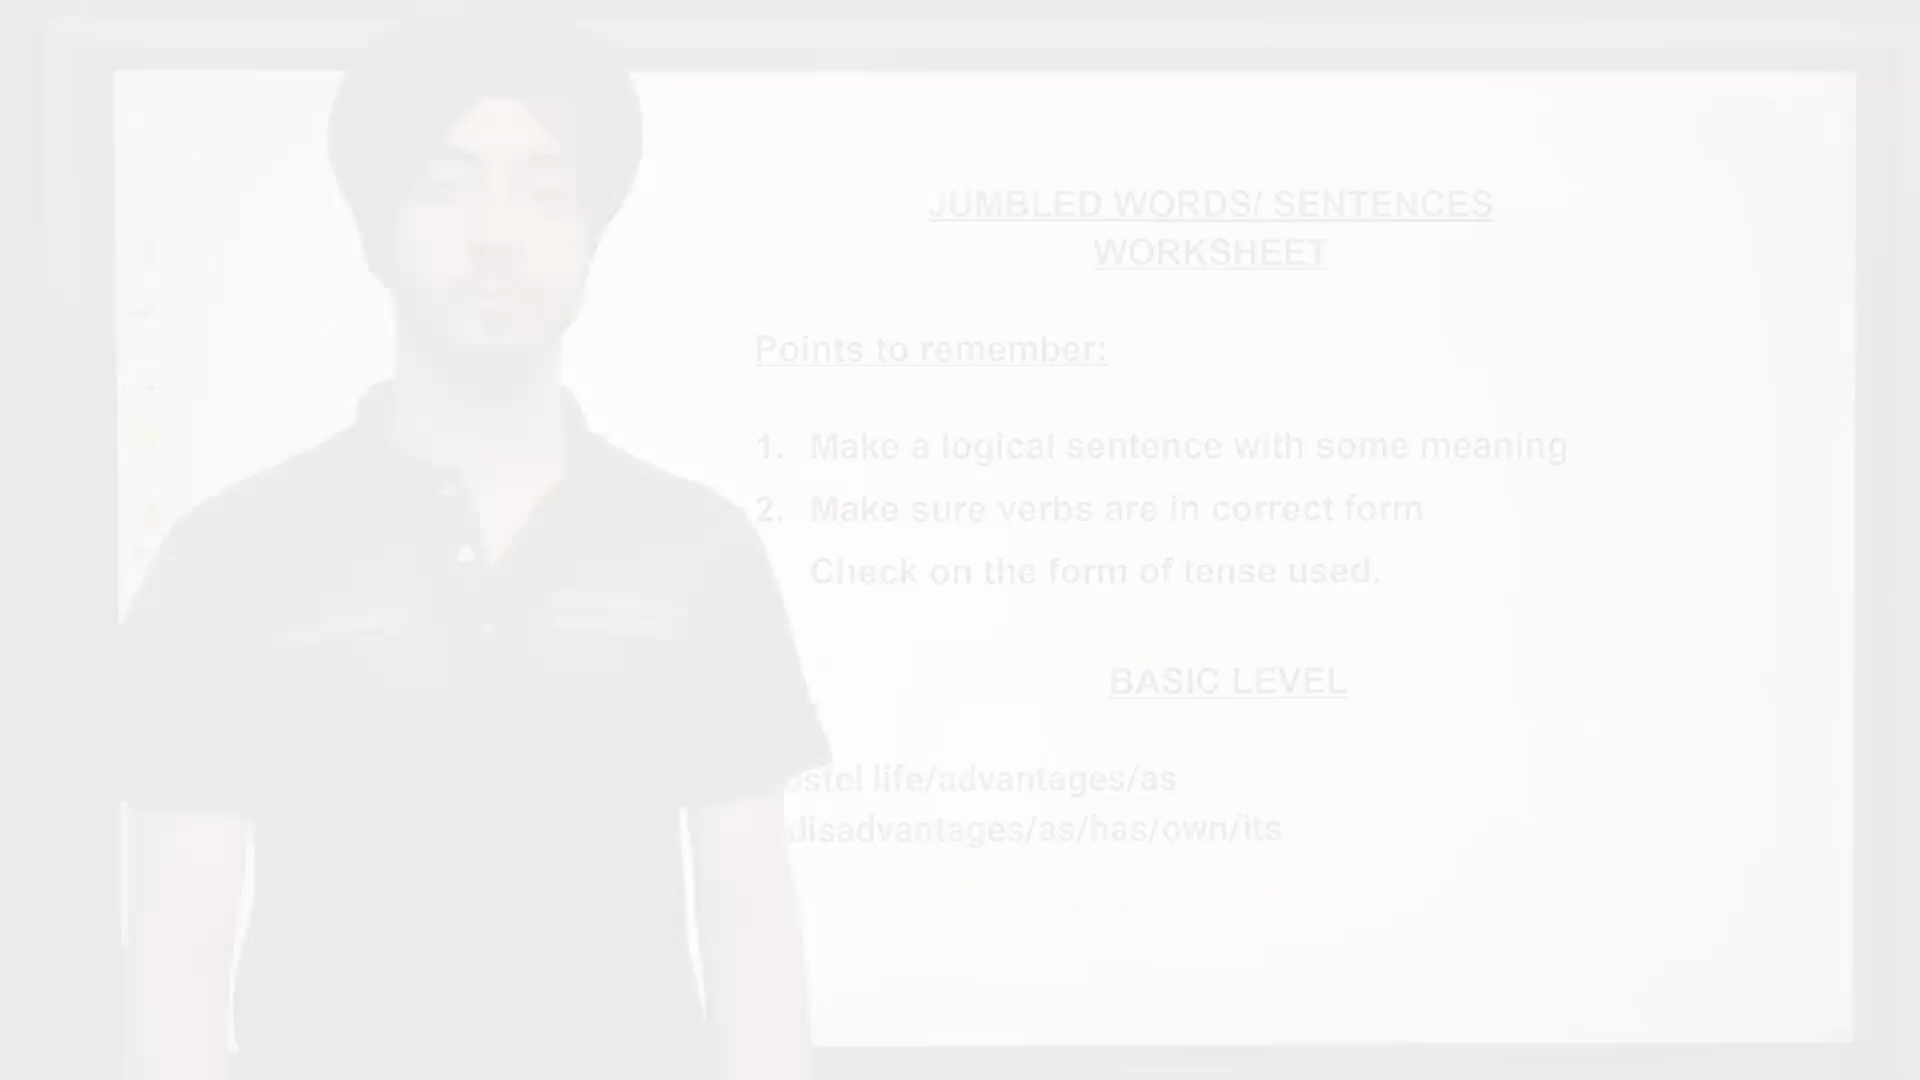 JUMBLED WORDS/ SENTENCES
WORKSHEET
Points to remember:
1. Make a logical sentence with some meaning
2. Make sure verbs are in correct form
Check on the form of tense used.
BASIC LEVEL
life/advantages/as
disadvantages/as/has/own/its